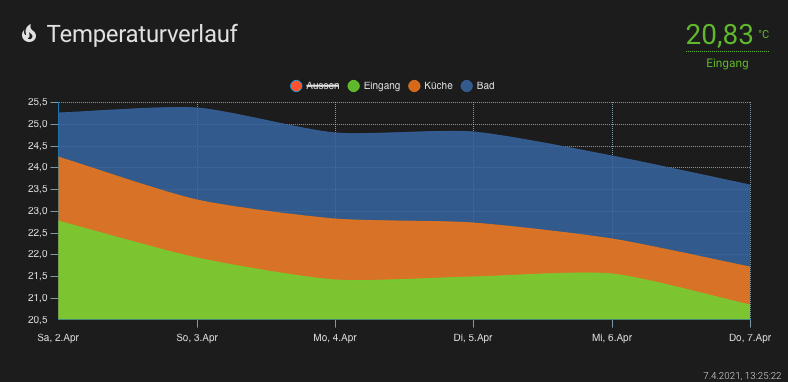 Temperaturverlauf
20,83 °C
Eingang
Aussen Eingang Küche Bad
25,5
25,0
24,5
24,0
23,5
23,0
22,5
22,0
21,5
21,0
20,5
Sa, 2.Apr So, 3.Apr Mo, 4.Apr Di, 5.Apr Mi, 6.Apr Do, 7.Apr
7.4.2021, 13:25:22